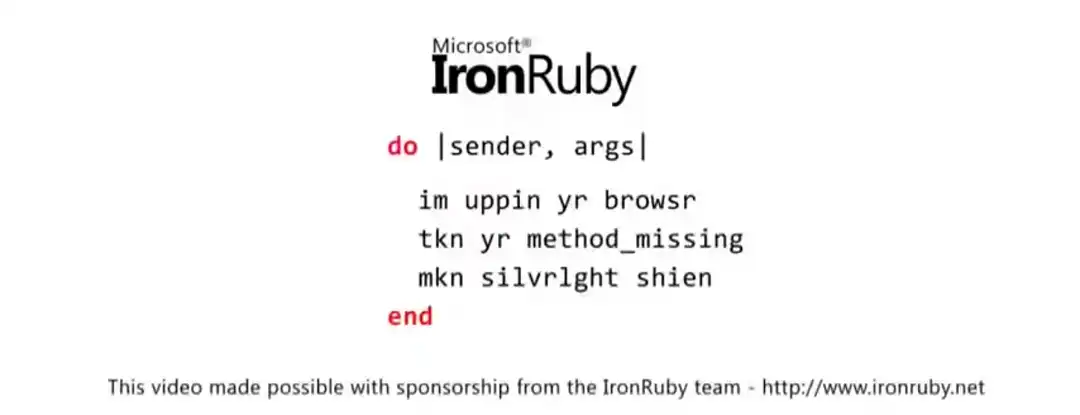 Microsoft®
IronRuby
do |sender, args|
im uppin yr browsr
tkn yr method_missing
mkn silvrlght shien
end
This video made possible with sponsorship from the IronRuby team - http://www.ironruby.net